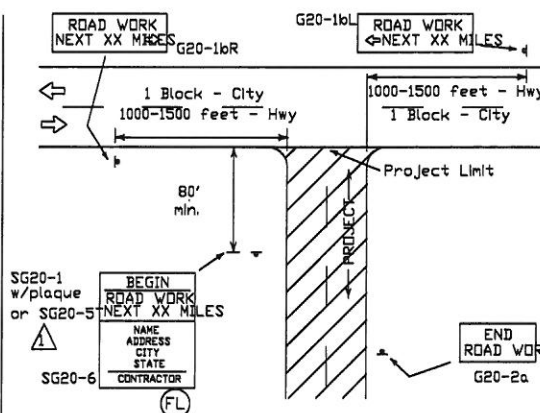 ROAD WORK
NEXT XX MILES
G20-1bR
G20-1bL
ROAD WORK
NEXT XX MILES
1 Block - City
1000-1500 feet - Hwy
1000-1500 feet - Hwy
1 Block - City
Project Limit
80'
min.
PROJECT
SG20-1
w/plaque
or SG20-5
1
BEGIN
ROAD WORK
NEXT XX MILES
NAME
ADDRESS
CITY
STATE
CONTRACTOR
SG20-6
FL
END
ROAD WOR
G20-2a